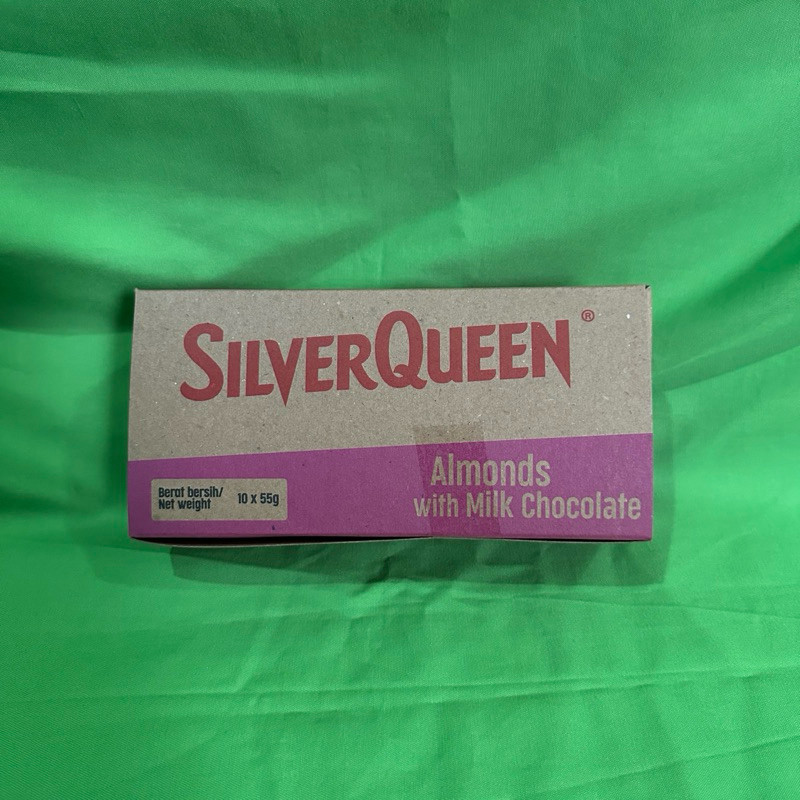 SILVERQUEEN®
Almonds
with Milk Chocolate
Berat bersih/
Net weight
10 x 55g